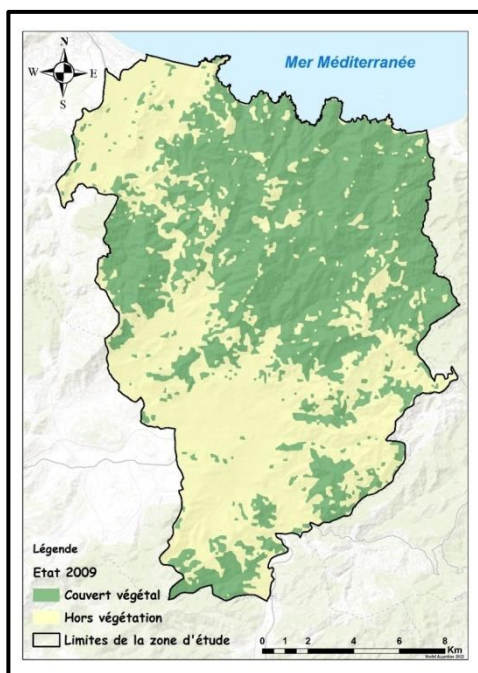 Mer Méditerranée
N
W E
S
Légende
Etat 2009
Couvert végétal
Hors végétation
Limites de la zone d'étude
0 2 4 6 8
Km